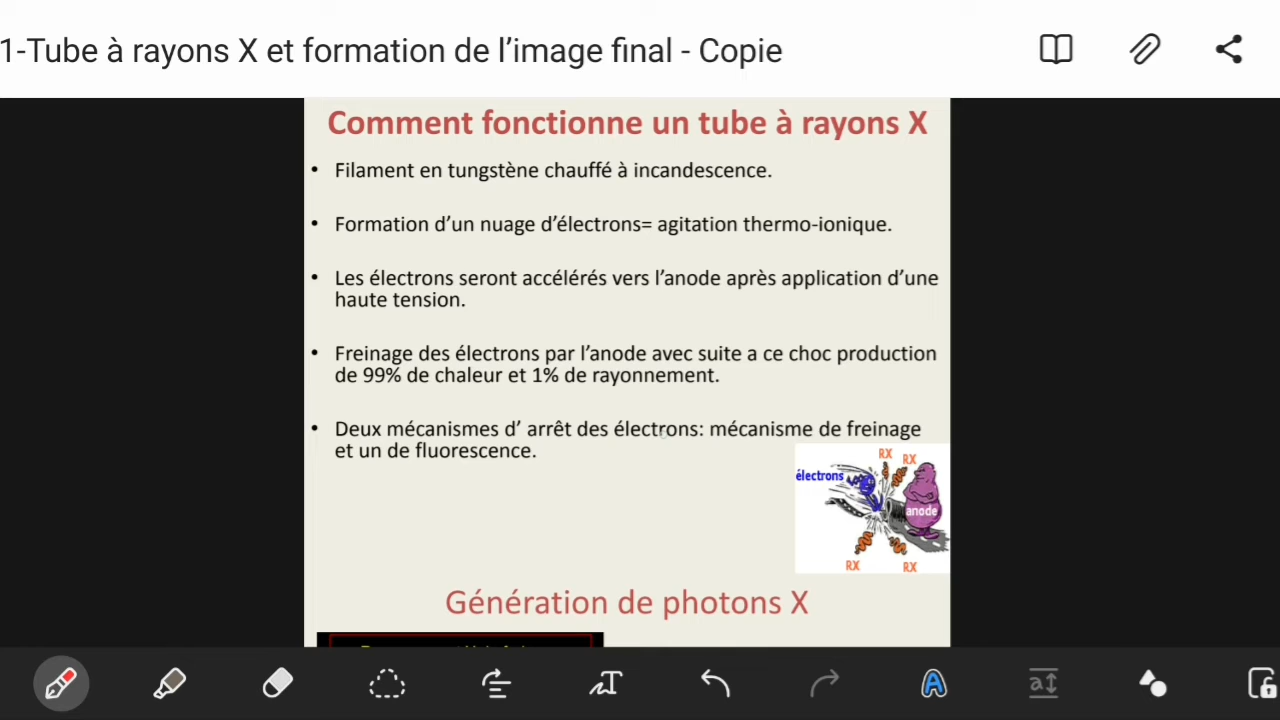 1-Tube à rayons X et formation de l’image final - Copie
Comment fonctionne un tube à rayons X
• Filament en tungstène chauffé à incandescence.
• Formation d’un nuage d’électrons= agitation thermo-ionique.
• Les électrons seront accélérés vers l’anode après application d’une
haute tension.
• Freinage des électrons par l’anode avec suite a ce choc production
de 99% de chaleur et 1% de rayonnement.
• Deux mécanismes d’ arrêt des électrons: mécanisme de freinage
et un de fluorescence.
RX
RX
électrons
anode
RX
RX
Génération de photons X